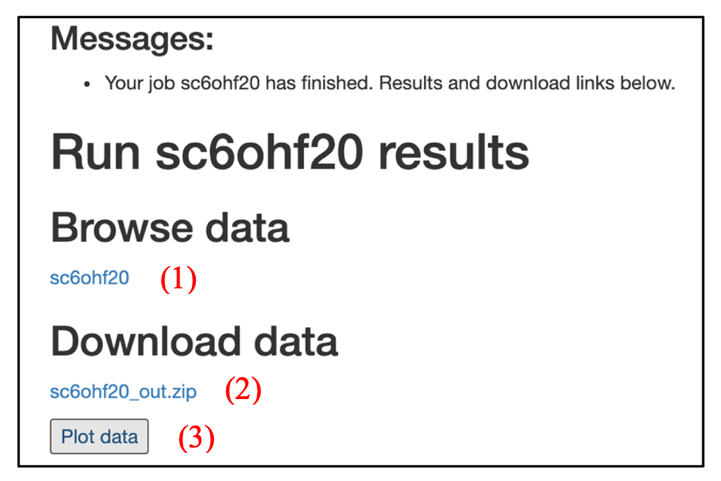 Messages:
• Your job sc6ohf20 has finished. Results and download links below.
Run sc6ohf20 results
Browse data
sc6ohf20 (1)
Download data
sc6ohf20_out.zip (2)
Plot data (3)